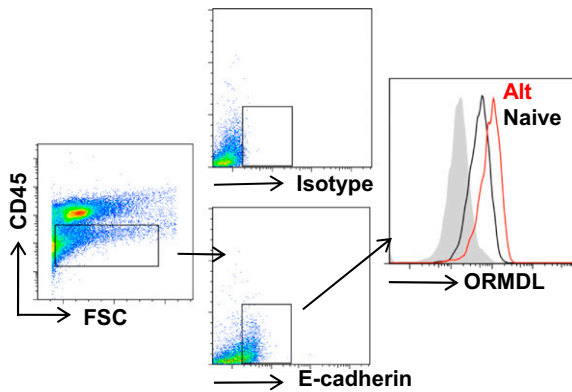 CD45
FSC
Isotype
E-cadherin
Alt
Naive
ORMDL